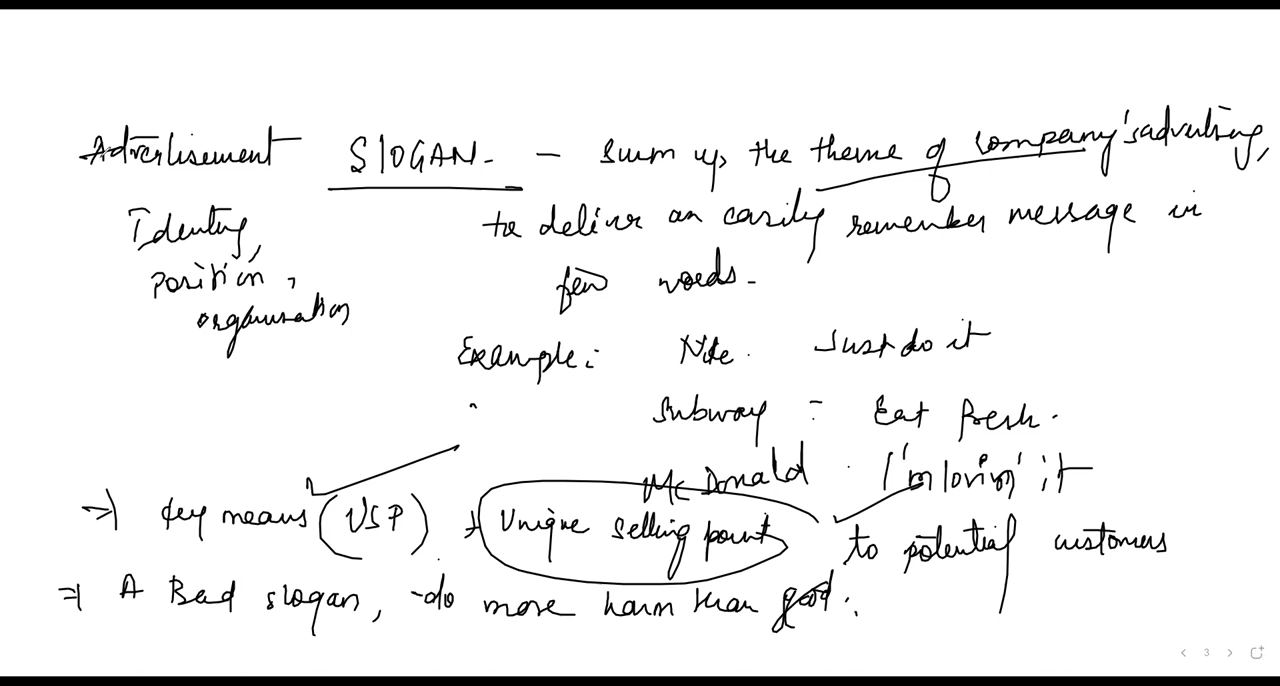 Advertisement SLOGAN - sum up the theme of company's advertising,
Identity, to deliver an easily remember message in
position, few words.
organisation
Example: Nike. Just do it
Subway : Eat fresh.
McDonald . I'm lovin' it
⇒ Key means (USP) → Unique selling point to potential customers
⇒ A Bad slogan, do more harm than good.
3